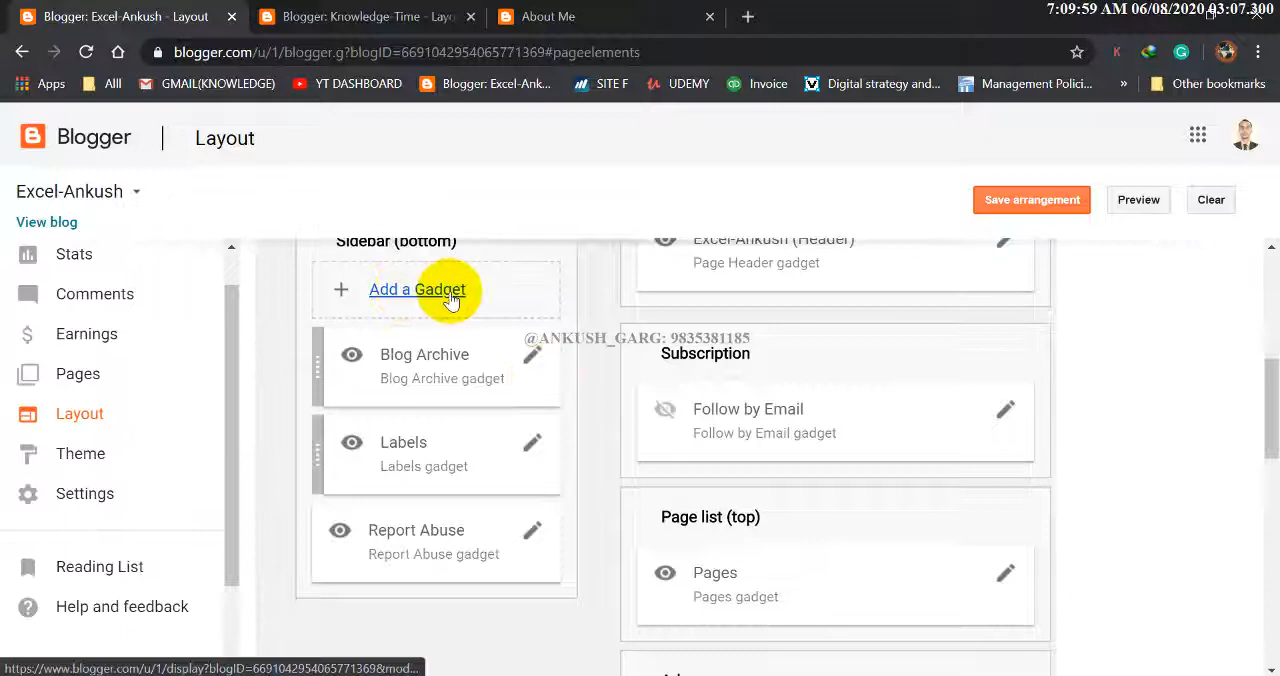 Blogger: Excel-Ankush - Layout
Blogger: Knowledge-Time - Layo
About Me
7:09:59 AM 06/08/2020 03:07.300
blogger.com/u/1/blogger.g?blogID=6691042954065771369#pageelements
Apps
Alll
GMAIL(KNOWLEDGE)
YT DASHBOARD
Blogger: Excel-Ank...
SITE F
UDEMY
Invoice
Digital strategy and...
Management Polici...
»
Other bookmarks
Blogger
Layout
Excel-Ankush
View blog
Save arrangement
Preview
Clear
Stats
Comments
Earnings
Pages
Layout
Theme
Settings
Reading List
Help and feedback
Sidebar (bottom)
Add a Gadget
Blog Archive
Blog Archive gadget
Labels
Labels gadget
Report Abuse
Report Abuse gadget
Excel-Ankush (Header)
Page Header gadget
@ANKUSH_GARG: 9835381185
Subscription
Follow by Email
Follow by Email gadget
Page list (top)
Pages
Pages gadget
https://www.blogger.com/u/1/display?blogID=6691042954065771369&mod...